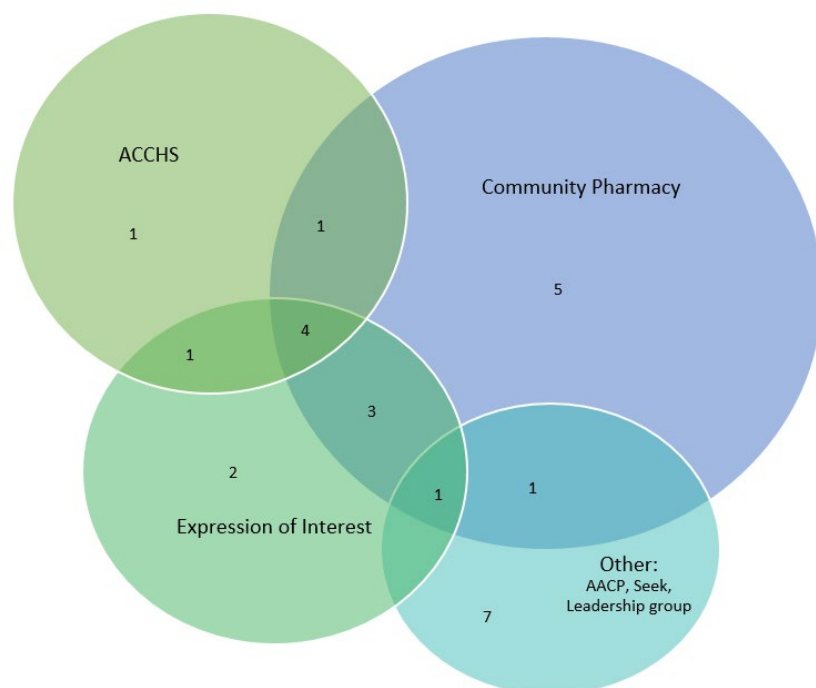 ACCHS
Community Pharmacy
1
1
5
4
1
3
2
1
1
Expression of Interest
Other:
AACP, Seek,
Leadership group
7